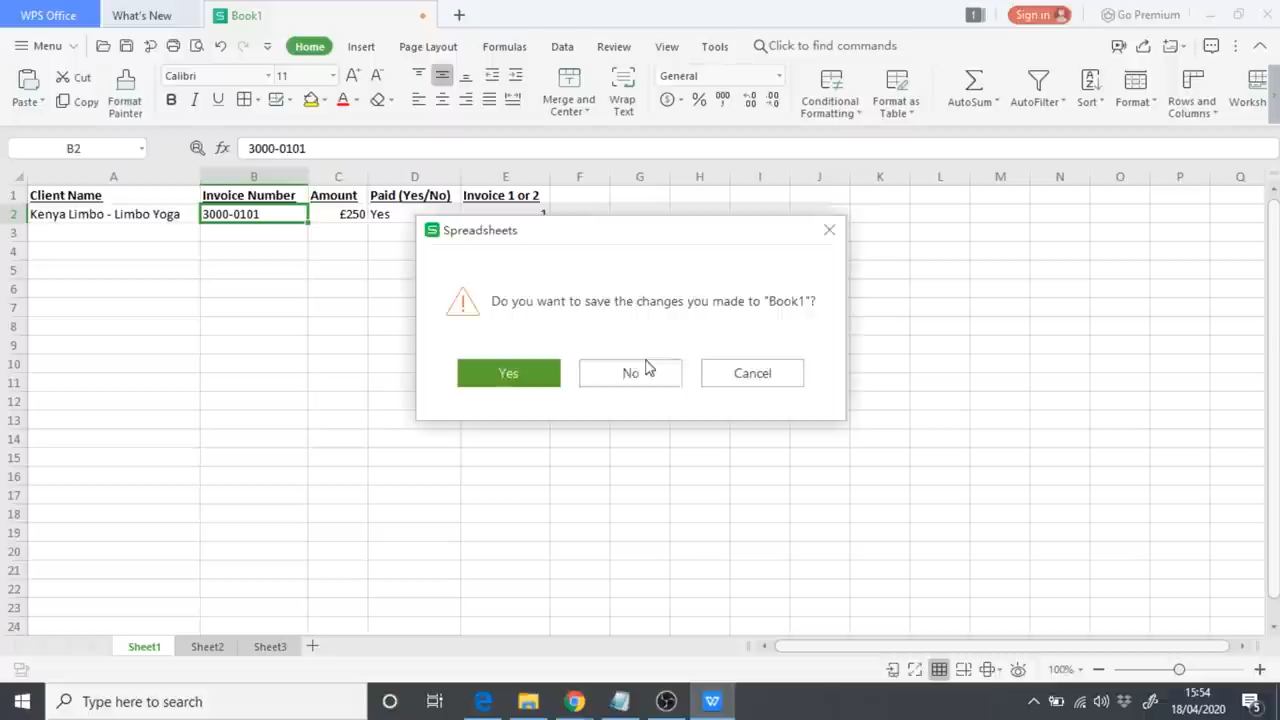 WPS Office
What's New
Book1
1
Sign in
Go Premium
Menu
Home
Insert
Page Layout
Formulas
Data
Review
View
Tools
Click to find commands
Paste
Cut
Copy
Format Painter
Calibri
11
B I U
Merge and Center
Wrap Text
General
Conditional Formatting
Format as Table
AutoSum
AutoFilter
Sort
Format
Rows and Columns
Worksh
B2
fx
3000-0101
A B C D E F G H I J K L M N O P Q
1 Client Name Invoice Number Amount Paid (Yes/No) Invoice 1 or 2
2 Kenya Limbo - Limbo Yoga 3000-0101 £250 Yes 1
3
4
5
6
7
8
9
10
11
12
13
14
15
16
17
18
19
20
21
22
23
24
Spreadsheets
Do you want to save the changes you made to "Book1"?
Yes
No
Cancel
Sheet1
Sheet2
Sheet3
100%
Type here to search
15:54
18/04/2020
5